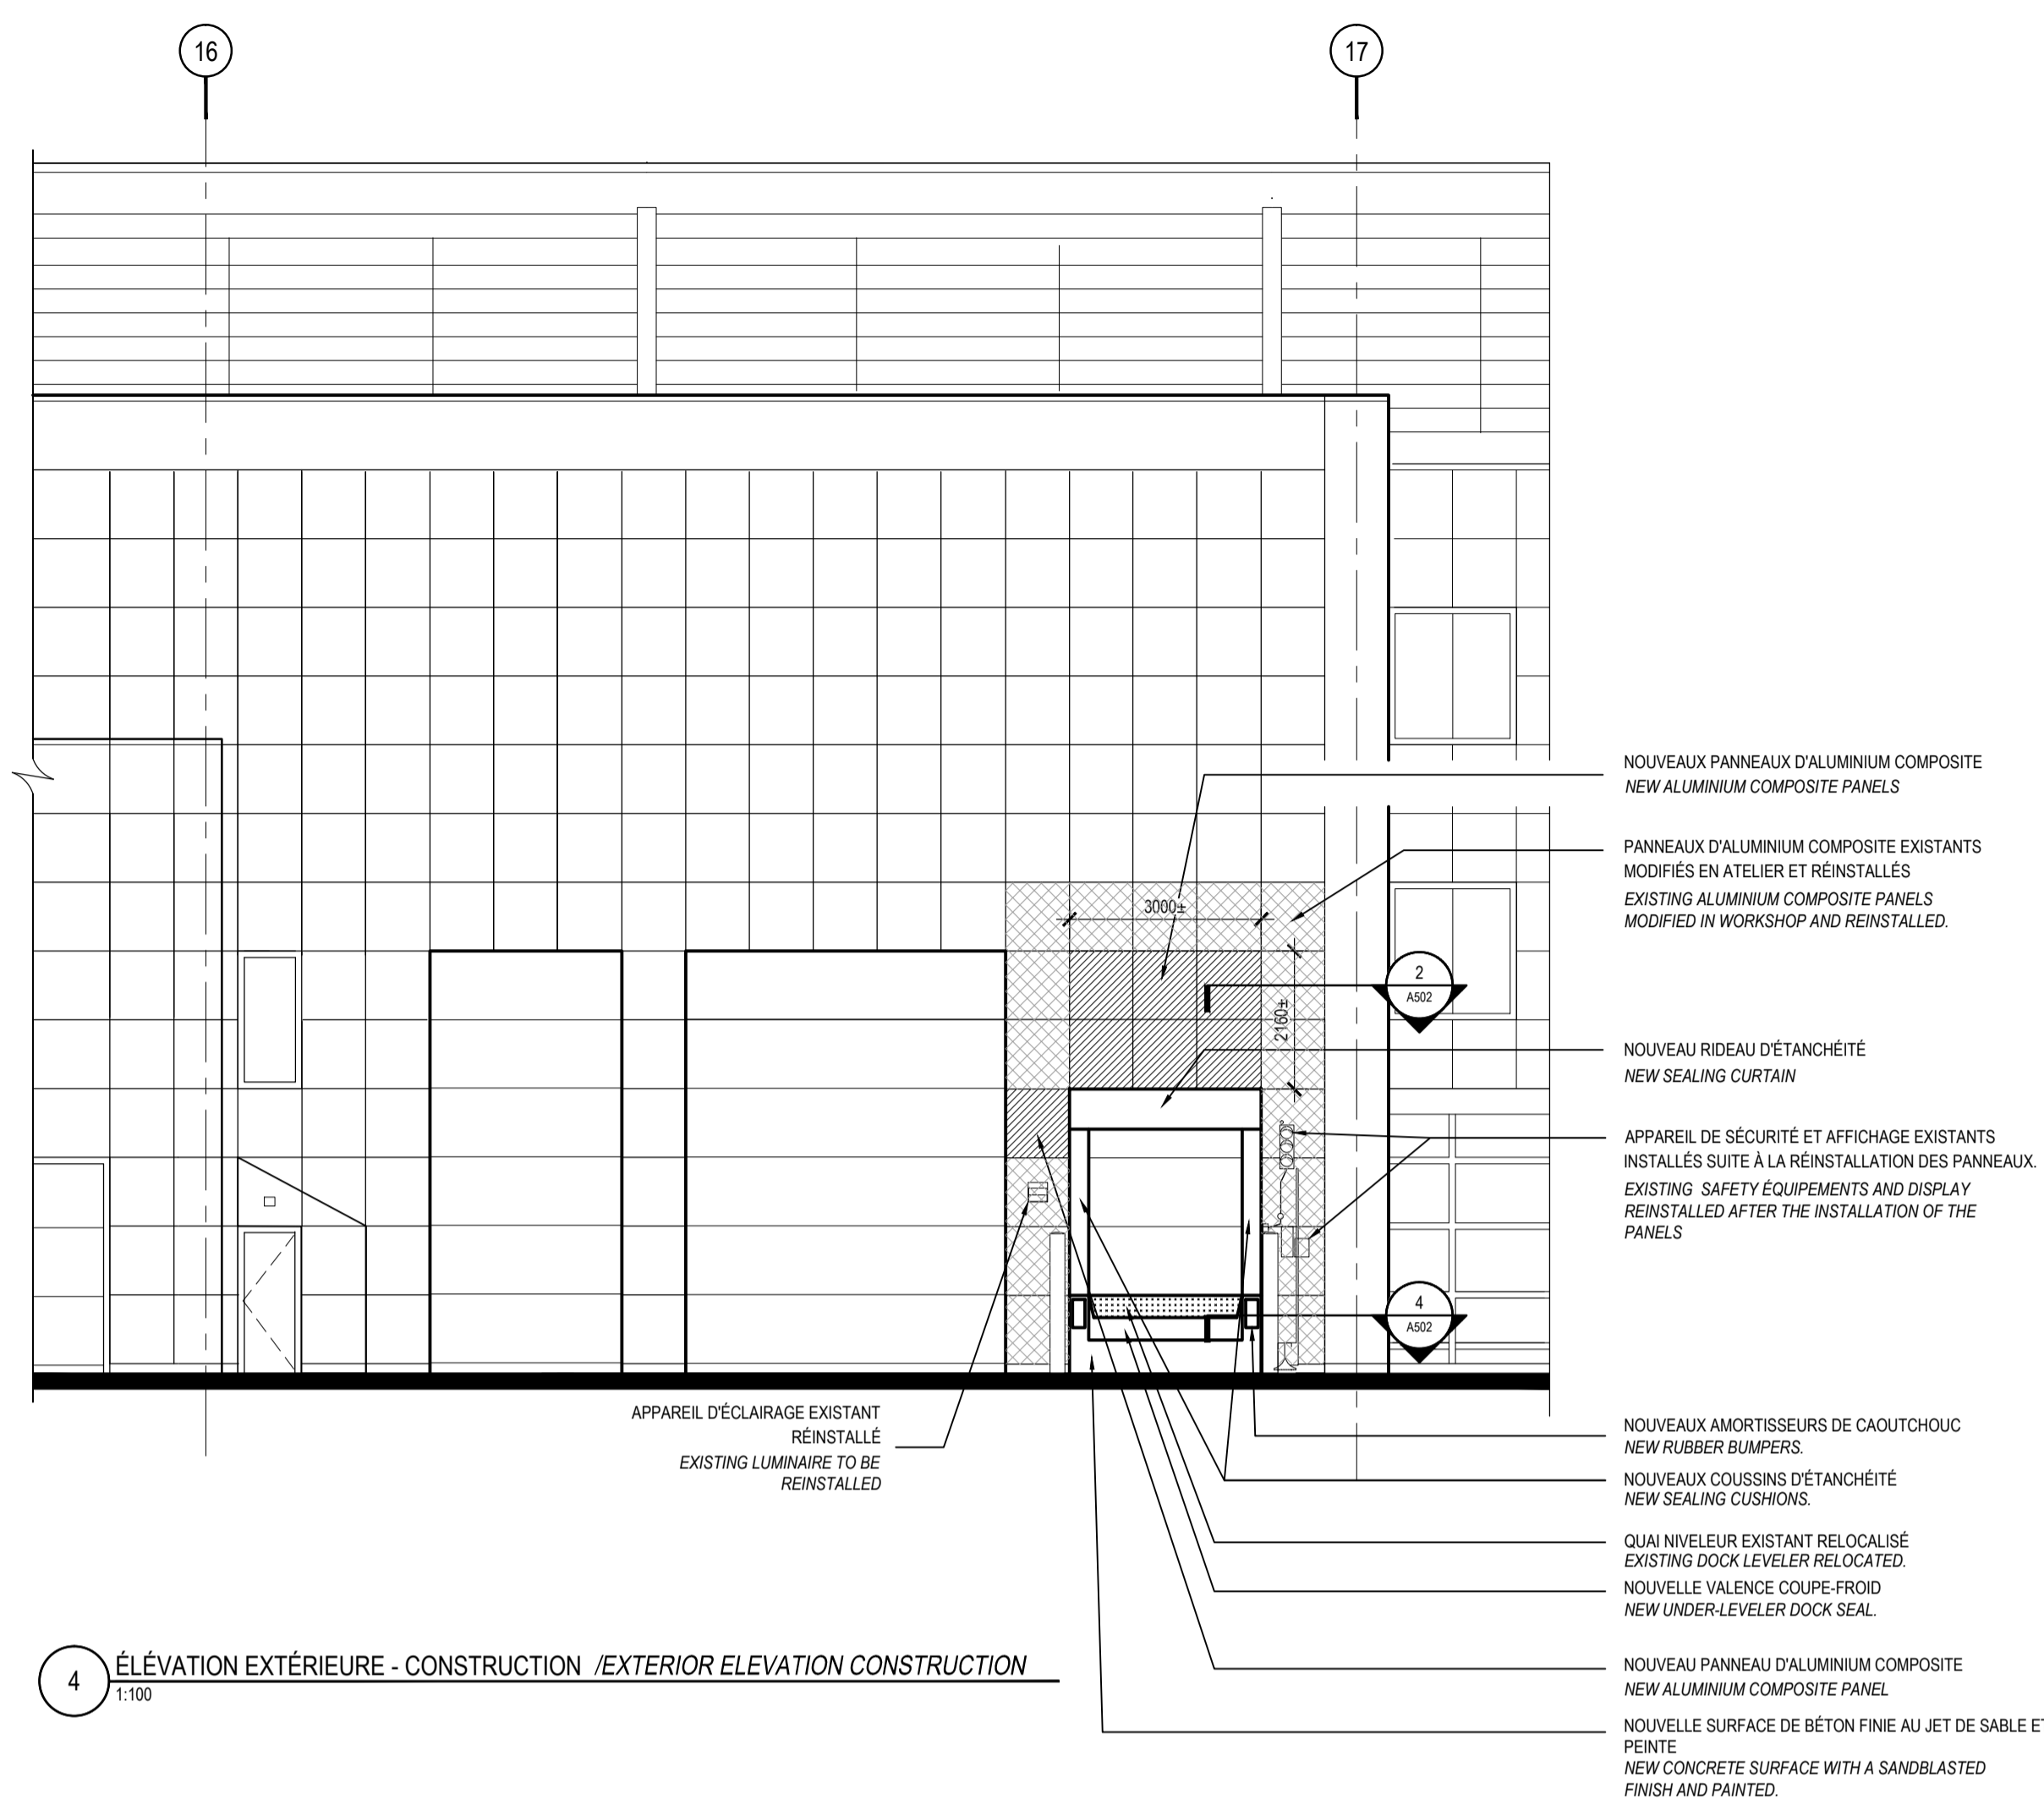 16
17
NOUVEAUX PANNEAUX D'ALUMINIUM COMPOSITE
NEW ALUMINIUM COMPOSITE PANELS
PANNEAUX D'ALUMINIUM COMPOSITE EXISTANTS
MODIFIÉS EN ATELIER ET RÉINSTALLÉS
EXISTING ALUMINIUM COMPOSITE PANELS
MODIFIED IN WORKSHOP AND REINSTALLED.
3000±
2160±
2
A502
NOUVEAU RIDEAU D'ÉTANCHÉITÉ
NEW SEALING CURTAIN
APPAREIL DE SÉCURITÉ ET AFFICHAGE EXISTANTS
INSTALLÉS SUITE À LA RÉINSTALLATION DES PANNEAUX.
EXISTING SAFETY ÉQUIPEMENTS AND DISPLAY
REINSTALLED AFTER THE INSTALLATION OF THE
PANELS
4
A502
APPAREIL D'ÉCLAIRAGE EXISTANT
RÉINSTALLÉ
EXISTING LUMINAIRE TO BE
REINSTALLED
NOUVEAUX AMORTISSEURS DE CAOUTCHOUC
NEW RUBBER BUMPERS.
NOUVEAUX COUSSINS D'ÉTANCHÉITÉ
NEW SEALING CUSHIONS.
QUAI NIVELEUR EXISTANT RELOCALISÉ
EXISTING DOCK LEVELER RELOCATED.
NOUVELLE VALENCE COUPE-FROID
NEW UNDER-LEVELER DOCK SEAL.
NOUVEAU PANNEAU D'ALUMINIUM COMPOSITE
NEW ALUMINIUM COMPOSITE PANEL
NOUVELLE SURFACE DE BÉTON FINIE AU JET DE SABLE ET
PEINTE
NEW CONCRETE SURFACE WITH A SANDBLASTED
FINISH AND PAINTED.
4
ÉLÉVATION EXTÉRIEURE - CONSTRUCTION /EXTERIOR ELEVATION CONSTRUCTION
1:100